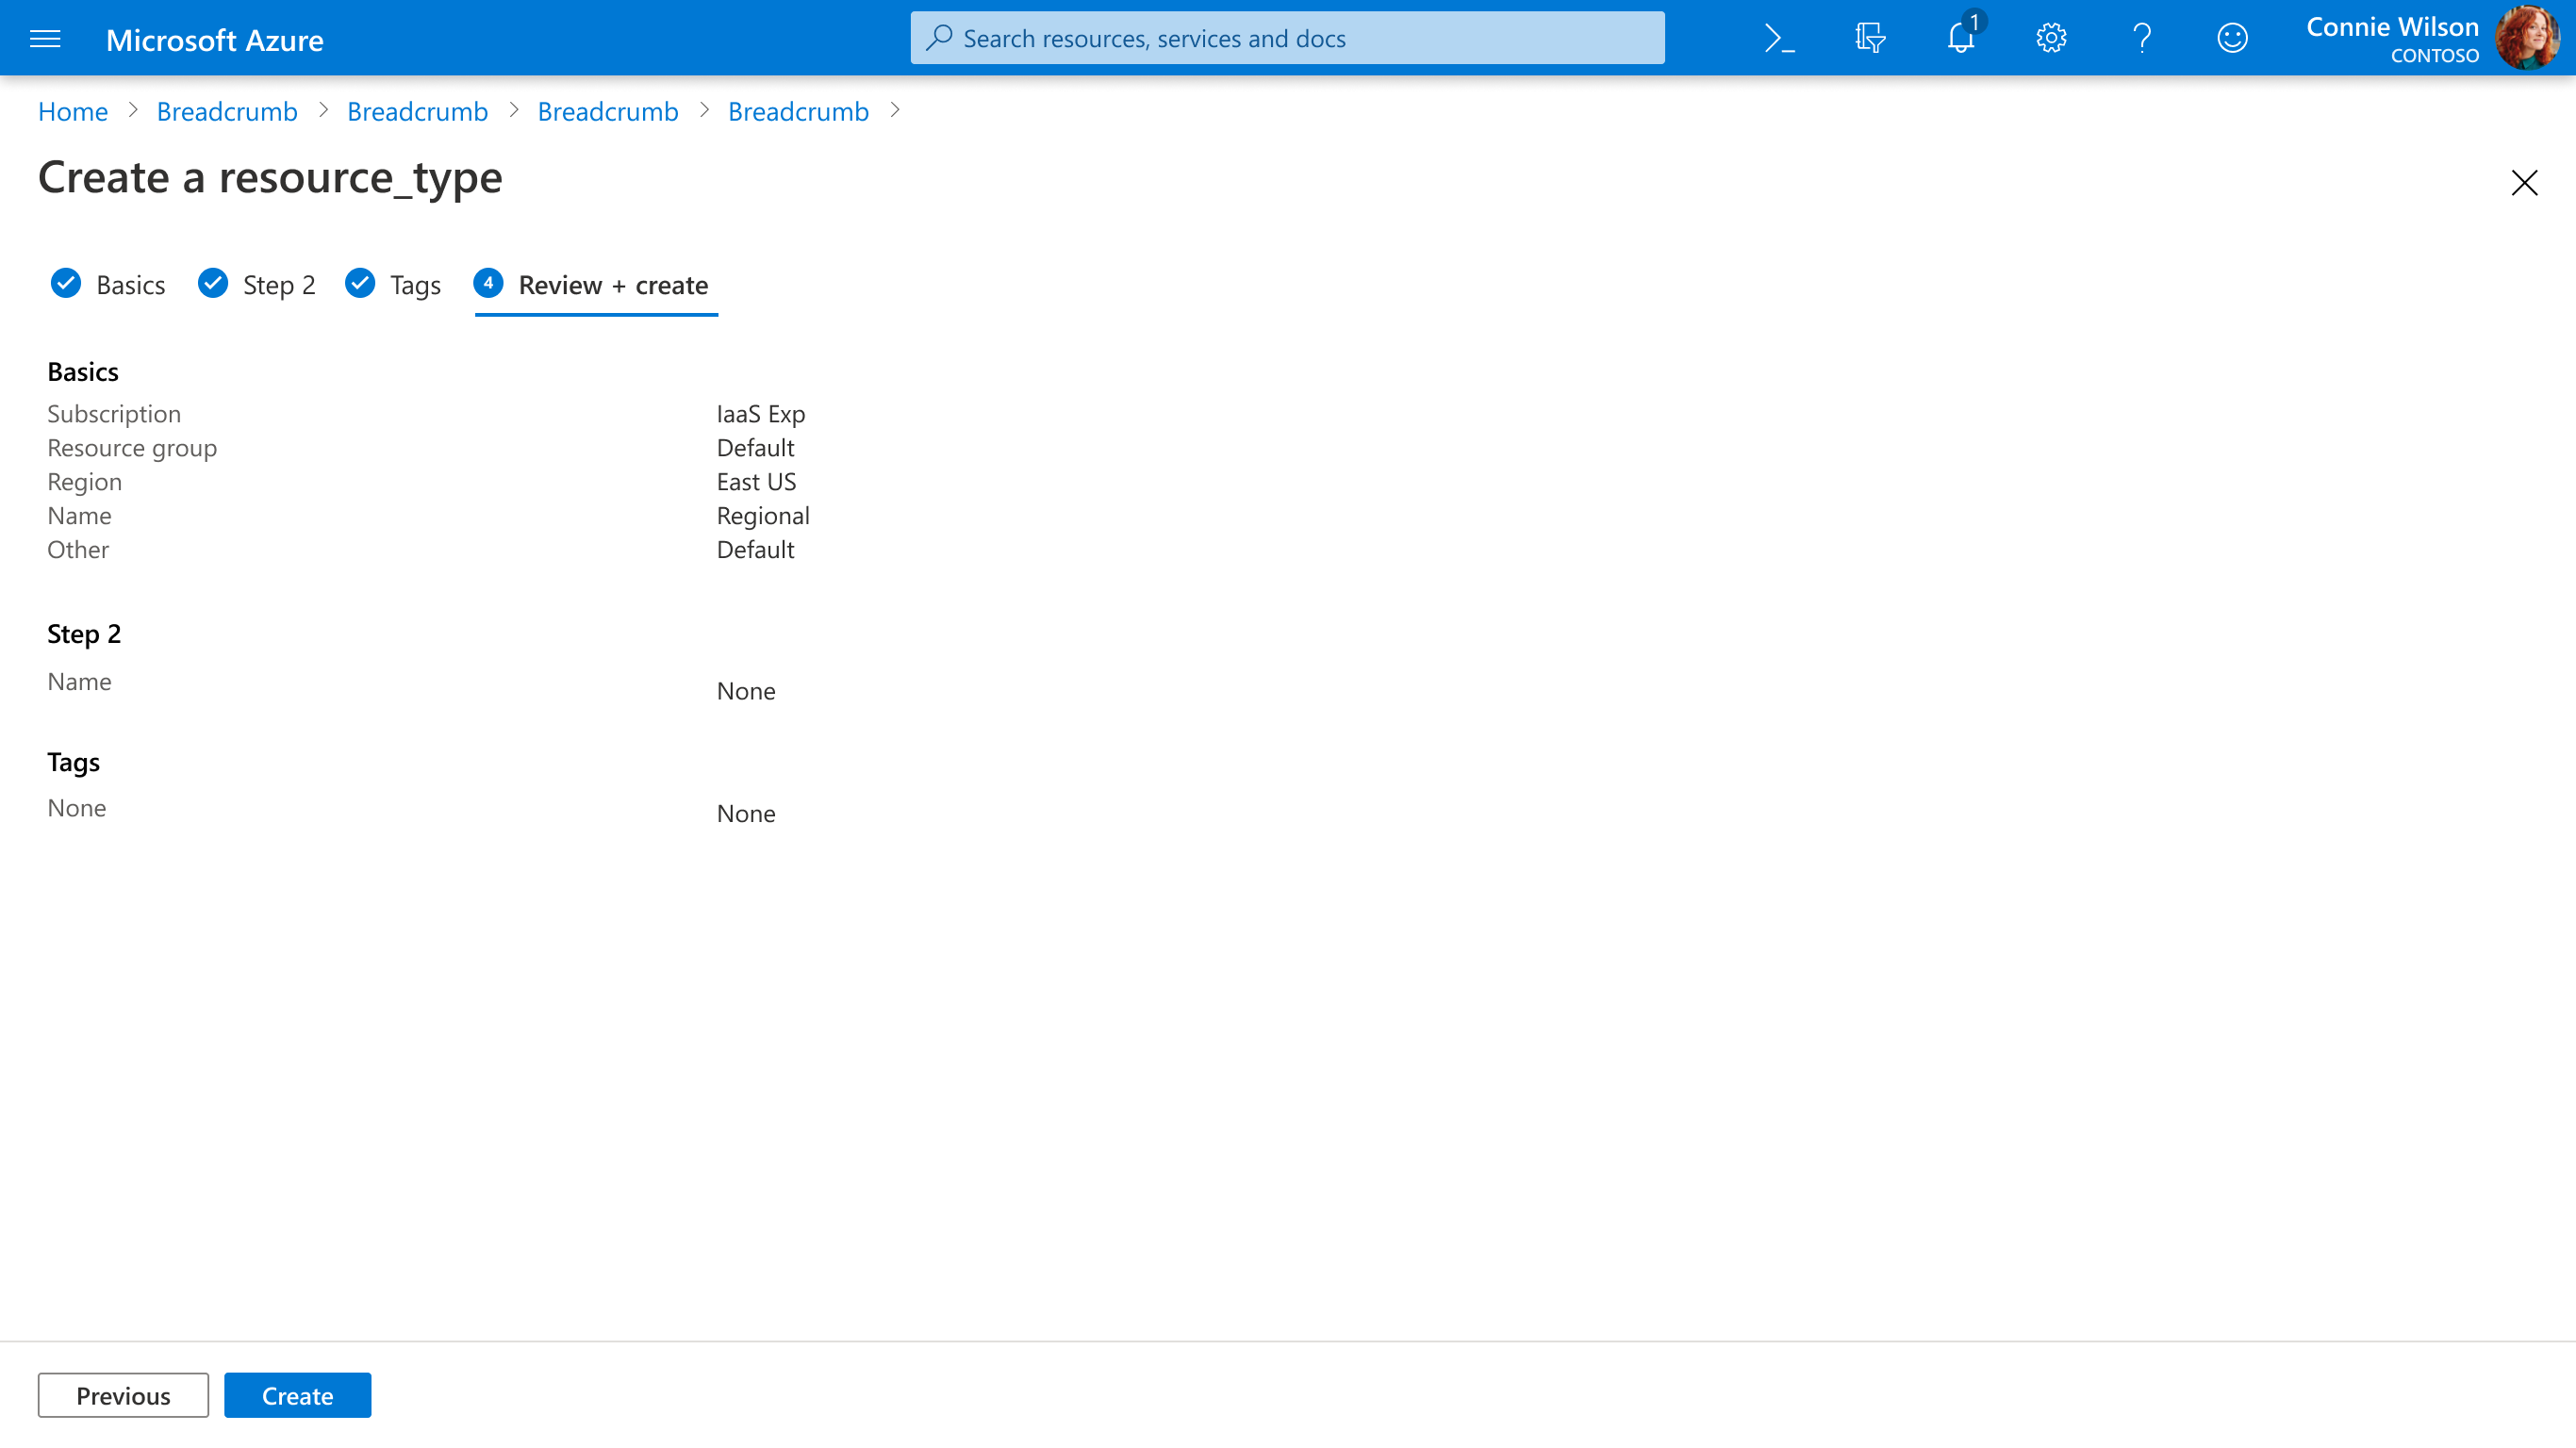 Microsoft Azure
Search resources, services and docs
1
Connie Wilson
CONTOSO
Home > Breadcrumb > Breadcrumb > Breadcrumb > Breadcrumb >
Create a resource_type
Basics Step 2 Tags 4 Review + create
Basics
Subscription IaaS Exp
Resource group Default
Region East US
Name Regional
Other Default
Step 2
Name None
Tags
None None
Previous Create